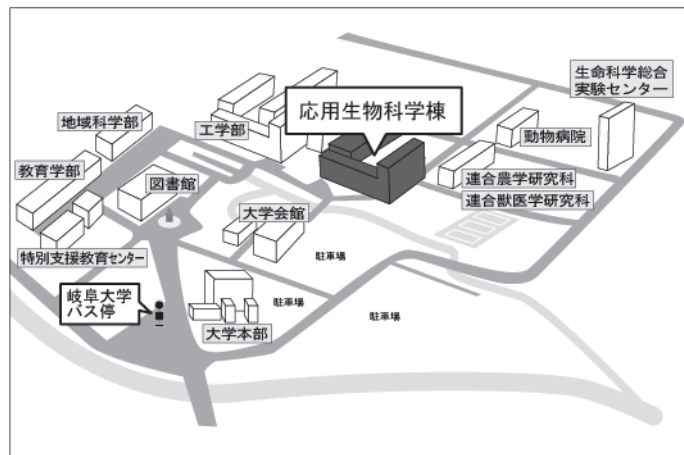 生命科学総合
実験センター
応用生物科学棟
地域科学部
工学部
動物病院
教育学部
図書館
連合農学研究科
連合獣医学研究科
大学会館
特別支援教育センター
駐車場
岐阜大学
バス停
大学本部
駐車場
駐車場